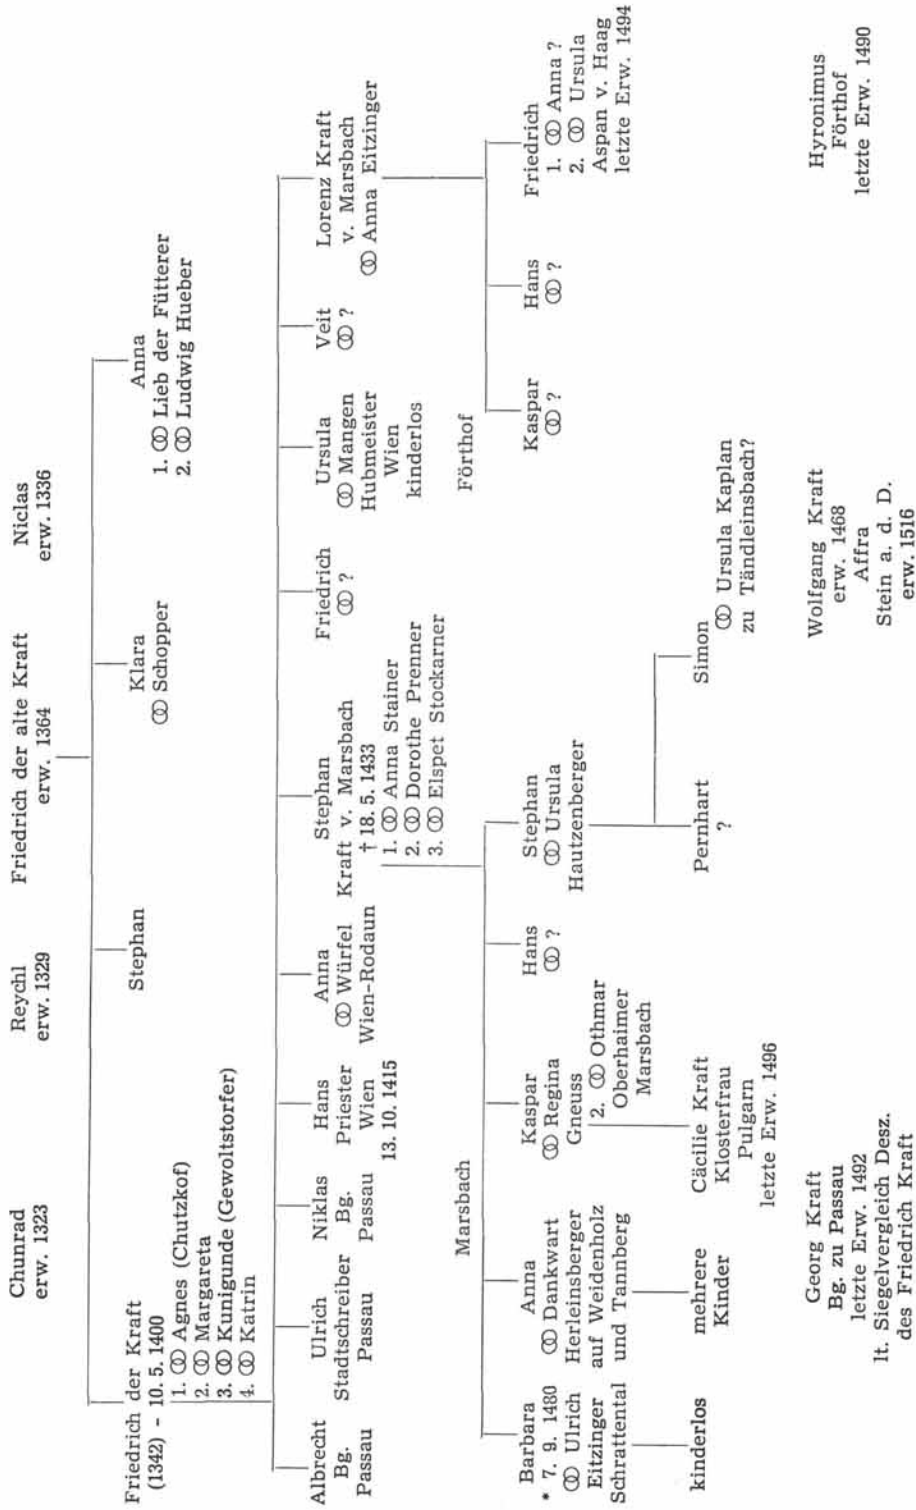 Chunrad
erw. 1323
Reychl
erw. 1329
Friedrich der alte Kraft
erw. 1364
Niclas
erw. 1336
Friedrich der Kraft
(1342) – 10. 5. 1400
1. ⚭ Agnes (Chutzkof)
2. ⚭ Margareta
3. ⚭ Kunigunde (Gewoltstorfer)
4. ⚭ Katrin
Stephan
Klara
⚭ Schopper
Anna
1. ⚭ Lieb der Fütterer
2. ⚭ Ludwig Hueber
Albrecht
Bg.
Passau
Ulrich
Stadtschreiber
Passau
Niklas
Bg.
Passau
Hans
Priester
Wien
13. 10. 1415
Anna
⚭ Würfel
Wien-Rodaun
Stephan
Kraft v. Marsbach
† 18. 5. 1433
1. ⚭ Anna Stainer
2. ⚭ Dorothe Prenner
3. ⚭ Elspet Stockarner
Friedrich
⚭ ?
Ursula
⚭ Mangen
Hubmeister
Wien
kinderlos
Veit
⚭ ?
Lorenz Kraft
v. Marsbach
⚭ Anna Eitzinger
Marsbach
Förthof
Barbara
* 7. 9. 1480
⚭ Ulrich
Eitzinger
Schrattental
Anna
⚭ Dankwart
Herleinsberger
auf Weidenholz
und Tannberg
Kaspar
⚭ Regina
Gneuss
2. ⚭ Othmar
Oberhaimer
Marsbach
Hans
⚭ ?
Stephan
⚭ Ursula
Hautzenberger
Kaspar
⚭ ?
Hans
⚭ ?
Friedrich
1. ⚭ Anna ?
2. ⚭ Ursula
Aspan v. Haag
letzte Erw. 1494
kinderlos
mehrere
Kinder
Cäcilie Kraft
Klosterfrau
Pulgarn
letzte Erw. 1496
Pernhart
?
Simon
⚭ Ursula Kaplan
zu Tändleinsbach?
Georg Kraft
Bg. zu Passau
letzte Erw. 1492
lt. Siegelvergleich Desz.
des Friedrich Kraft
Wolfgang Kraft
erw. 1468
Affra
Stein a. d. D.
erw. 1516
Hyronimus
Förthof
letzte Erw. 1490